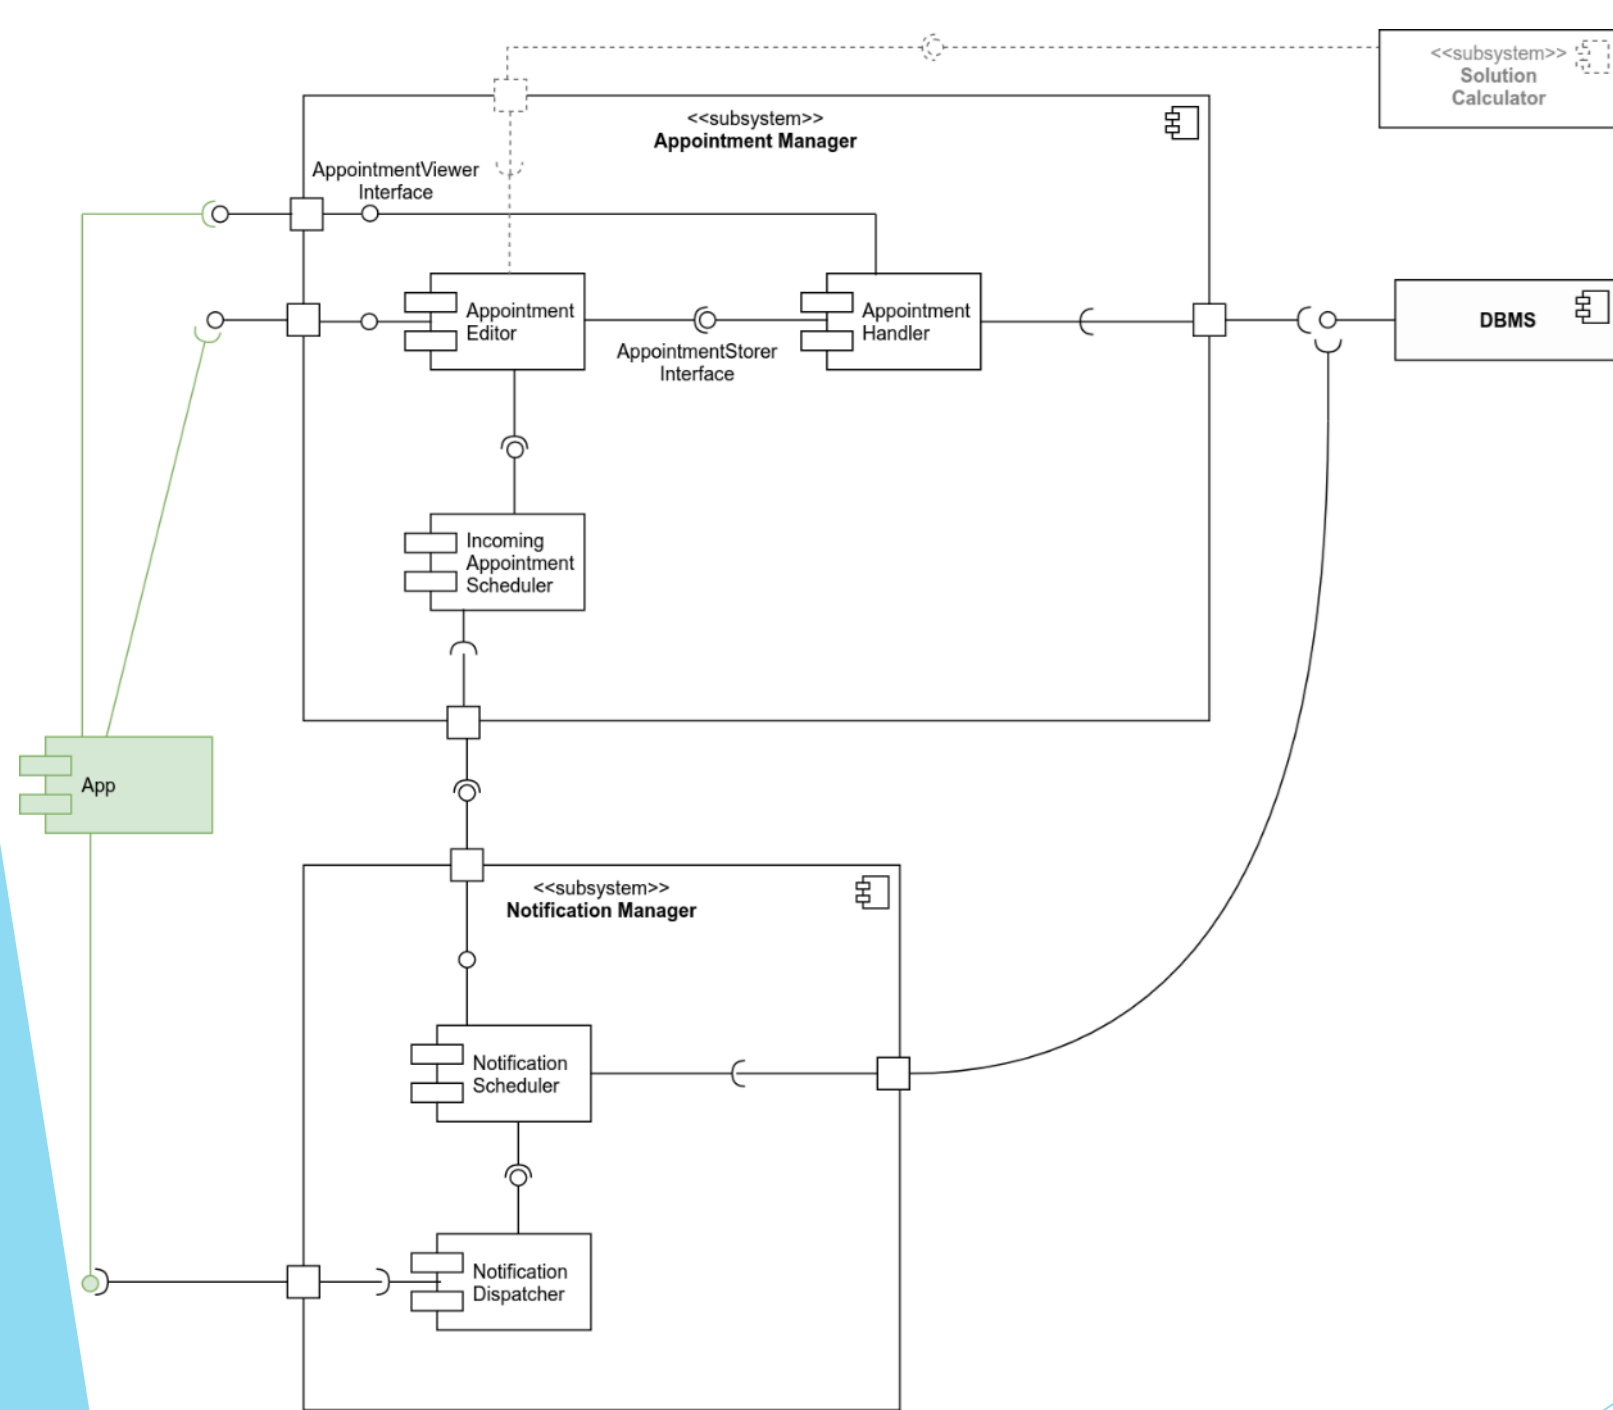 <<subsystem>>
Solution
Calculator
<<subsystem>>
Appointment Manager
AppointmentViewer
Interface
Appointment
Editor
AppointmentStorer
Interface
Appointment
Handler
DBMS
Incoming
Appointment
Scheduler
App
<<subsystem>>
Notification Manager
Notification
Scheduler
Notification
Dispatcher